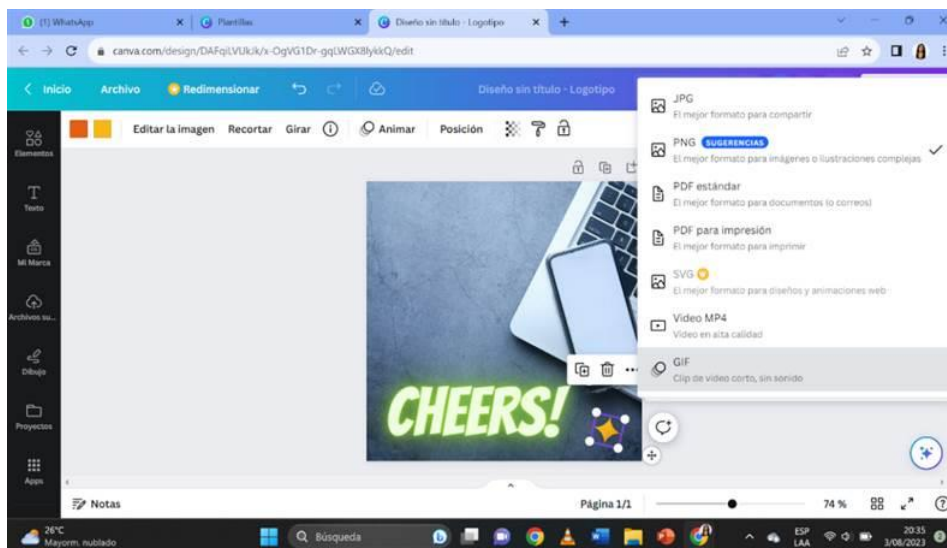 (1) WhatsApp
Plantillas
Diseño sin título - Logotipo
canva.com/design/DAFqiLVUkJk/x-OgVG1Dr-gqLWGX8lykkQ/edit
Inicio
Archivo
Redimensionar
Diseño sin título - Logotipo
Editar la imagen
Recortar
Girar
Animar
Posición
Elementos
Texto
Mi Marca
Archivos su...
Dibujo
Proyectos
Apps
CHEERS!
JPG
El mejor formato para compartir
PNG SUGERENCIAS
El mejor formato para imágenes o ilustraciones complejas
PDF estándar
El mejor formato para documentos (o correos)
PDF para impresión
El mejor formato para imprimir
SVG
El mejor formato para diseños y animaciones web
Video MP4
Video en alta calidad
GIF
Clip de video corto, sin sonido
Notas
Página 1/1
74 %
26°C
Mayorm. nublado
Búsqueda
ESP
LAA
20:35
3/08/2023